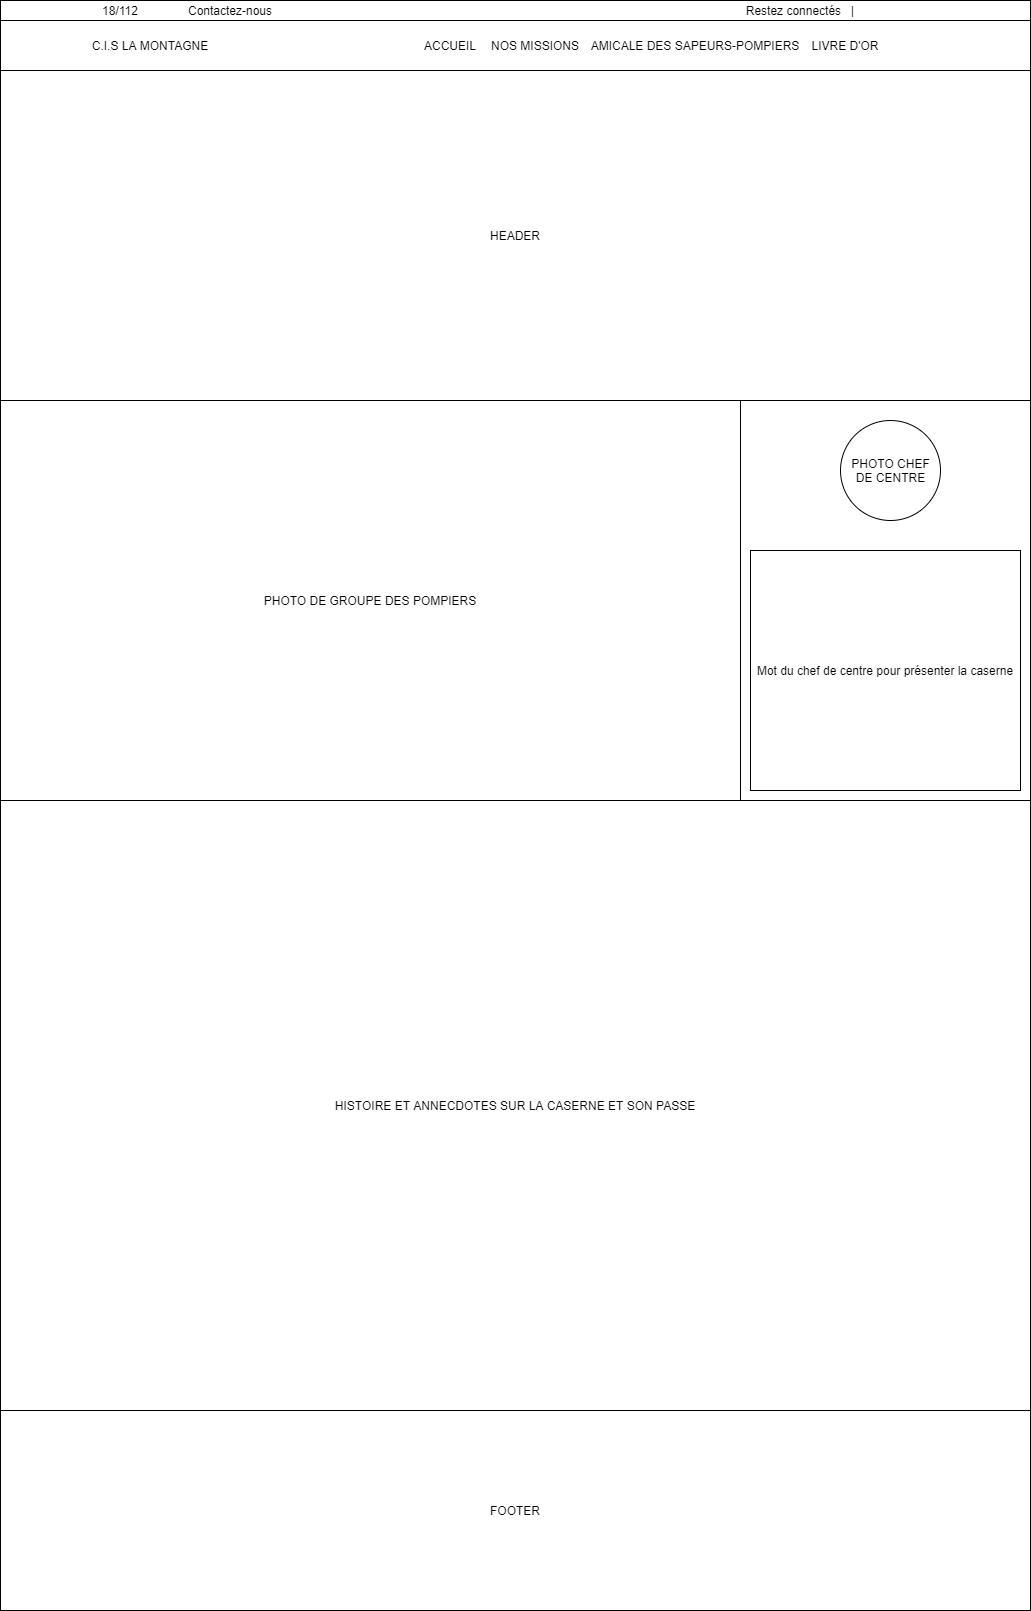 18/112 Contactez-nous Restez connectés |
C.I.S LA MONTAGNE ACCUEIL NOS MISSIONS AMICALE DES SAPEURS-POMPIERS LIVRE D'OR
HEADER
PHOTO DE GROUPE DES POMPIERS
PHOTO CHEF
DE CENTRE
Mot du chef de centre pour présenter la caserne
HISTOIRE ET ANNECDOTES SUR LA CASERNE ET SON PASSE
FOOTER